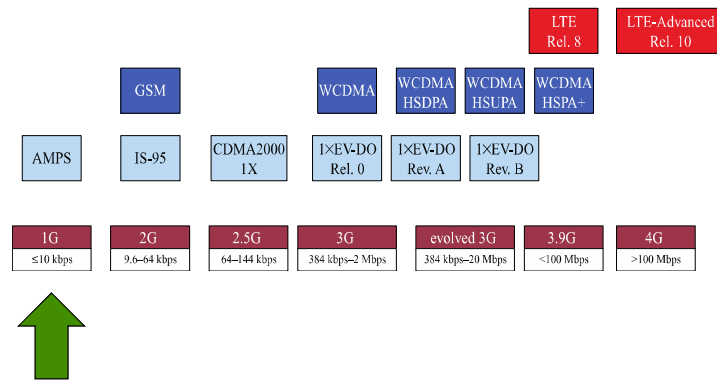 LTE
Rel. 8
LTE-Advanced
Rel. 10
GSM
WCDMA
WCDMA
HSDPA
WCDMA
HSUPA
WCDMA
HSPA+
AMPS
IS-95
CDMA2000
1X
1×EV-DO
Rel. 0
1×EV-DO
Rev. A
1×EV-DO
Rev. B
1G
≤10 kbps
2G
9.6–64 kbps
2.5G
64–144 kbps
3G
384 kbps–2 Mbps
evolved 3G
384 kbps–20 Mbps
3.9G
<100 Mbps
4G
>100 Mbps